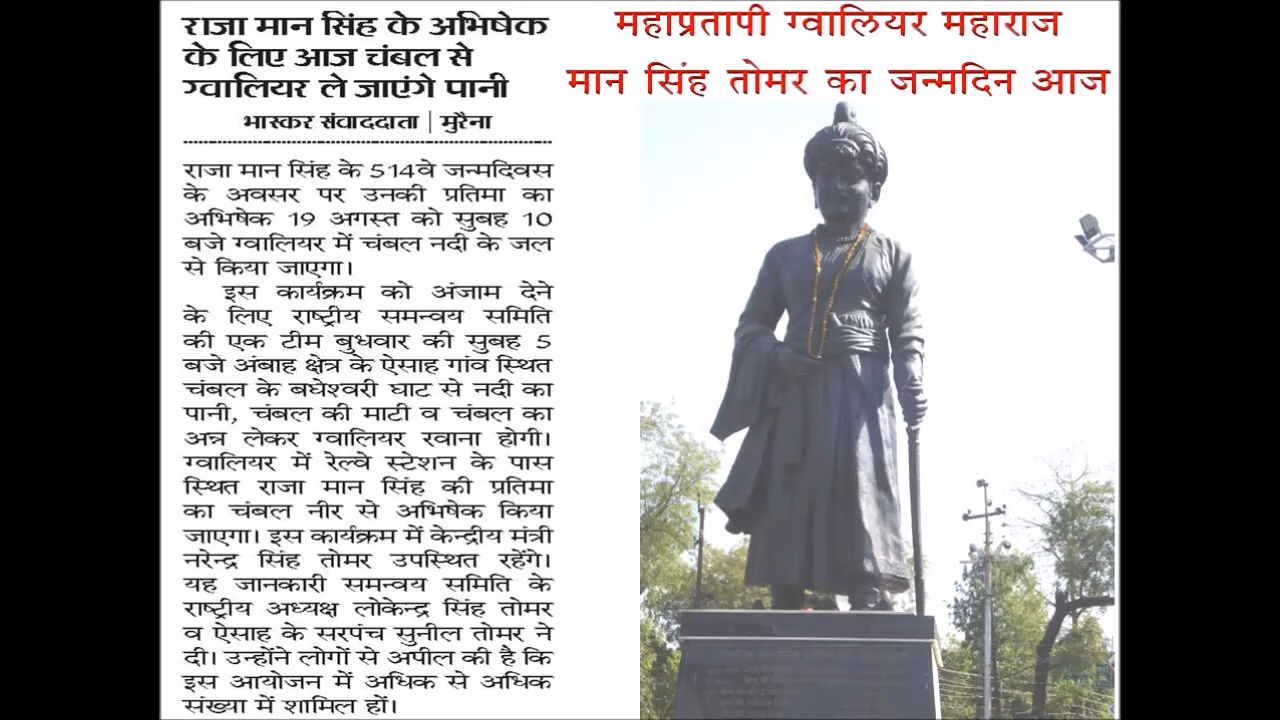 राजा मान सिंह के अभिषेक
के लिए आज चंबल से
ग्वालियर ले जाएंगे पानी
भास्कर संवाददाता | मुरैना
राजा मान सिंह के 514वे जन्मदिवस
के अवसर पर उनकी प्रतिमा का
अभिषेक 19 अगस्त को सुबह 10
बजे ग्वालियर में चंबल नदी के जल
से किया जाएगा।
इस कार्यक्रम को अंजाम देने
के लिए राष्ट्रीय समन्वय समिति
की एक टीम बुधवार की सुबह 5
बजे अंबाह क्षेत्र के ऐसाह गांव स्थित
चंबल के बधेश्वरी घाट से नदी का
पानी, चंबल की माटी व चंबल का
अन्न लेकर ग्वालियर रवाना होगी।
ग्वालियर में रेल्वे स्टेशन के पास
स्थित राजा मान सिंह की प्रतिमा
का चंबल नीर से अभिषेक किया
जाएगा। इस कार्यक्रम में केन्द्रीय मंत्री
नरेन्द्र सिंह तोमर उपस्थित रहेंगे।
यह जानकारी समन्वय समिति के
राष्ट्रीय अध्यक्ष लोकेन्द्र सिंह तोमर
व ऐसाह के सरपंच सुनील तोमर ने
दी। उन्होंने लोगों से अपील की है कि
इस आयोजन में अधिक से अधिक
संख्या में शामिल हों।
महाप्रतापी ग्वालियर महाराज
मान सिंह तोमर का जन्मदिन आज